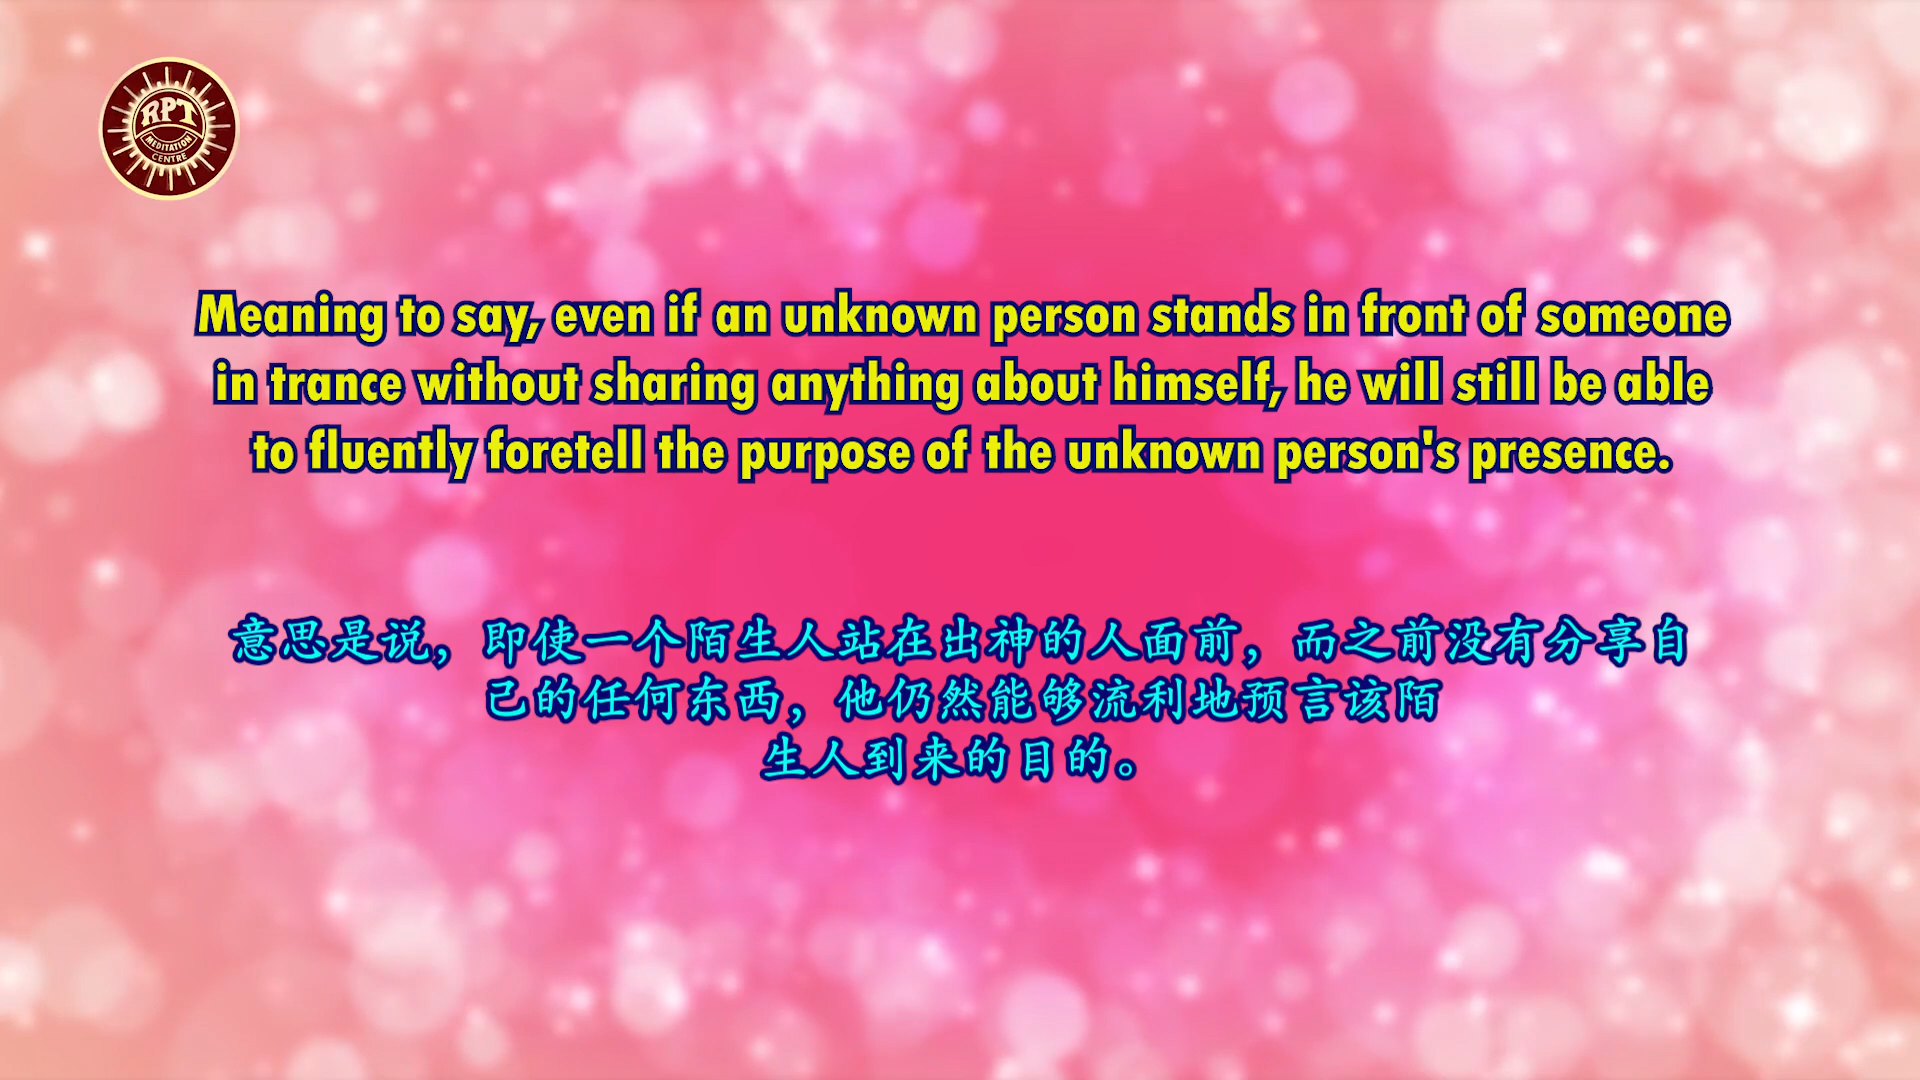 RPT
MEDITATION
CENTRE
Meaning to say, even if an unknown person stands in front of someone
in trance without sharing anything about himself, he will still be able
to fluently foretell the purpose of the unknown person's presence.
意思是说，即使一个陌生人站在出神的人面前，而之前没有分享自
己的任何东西，他仍然能够流利地预言该陌
生人到来的目的。